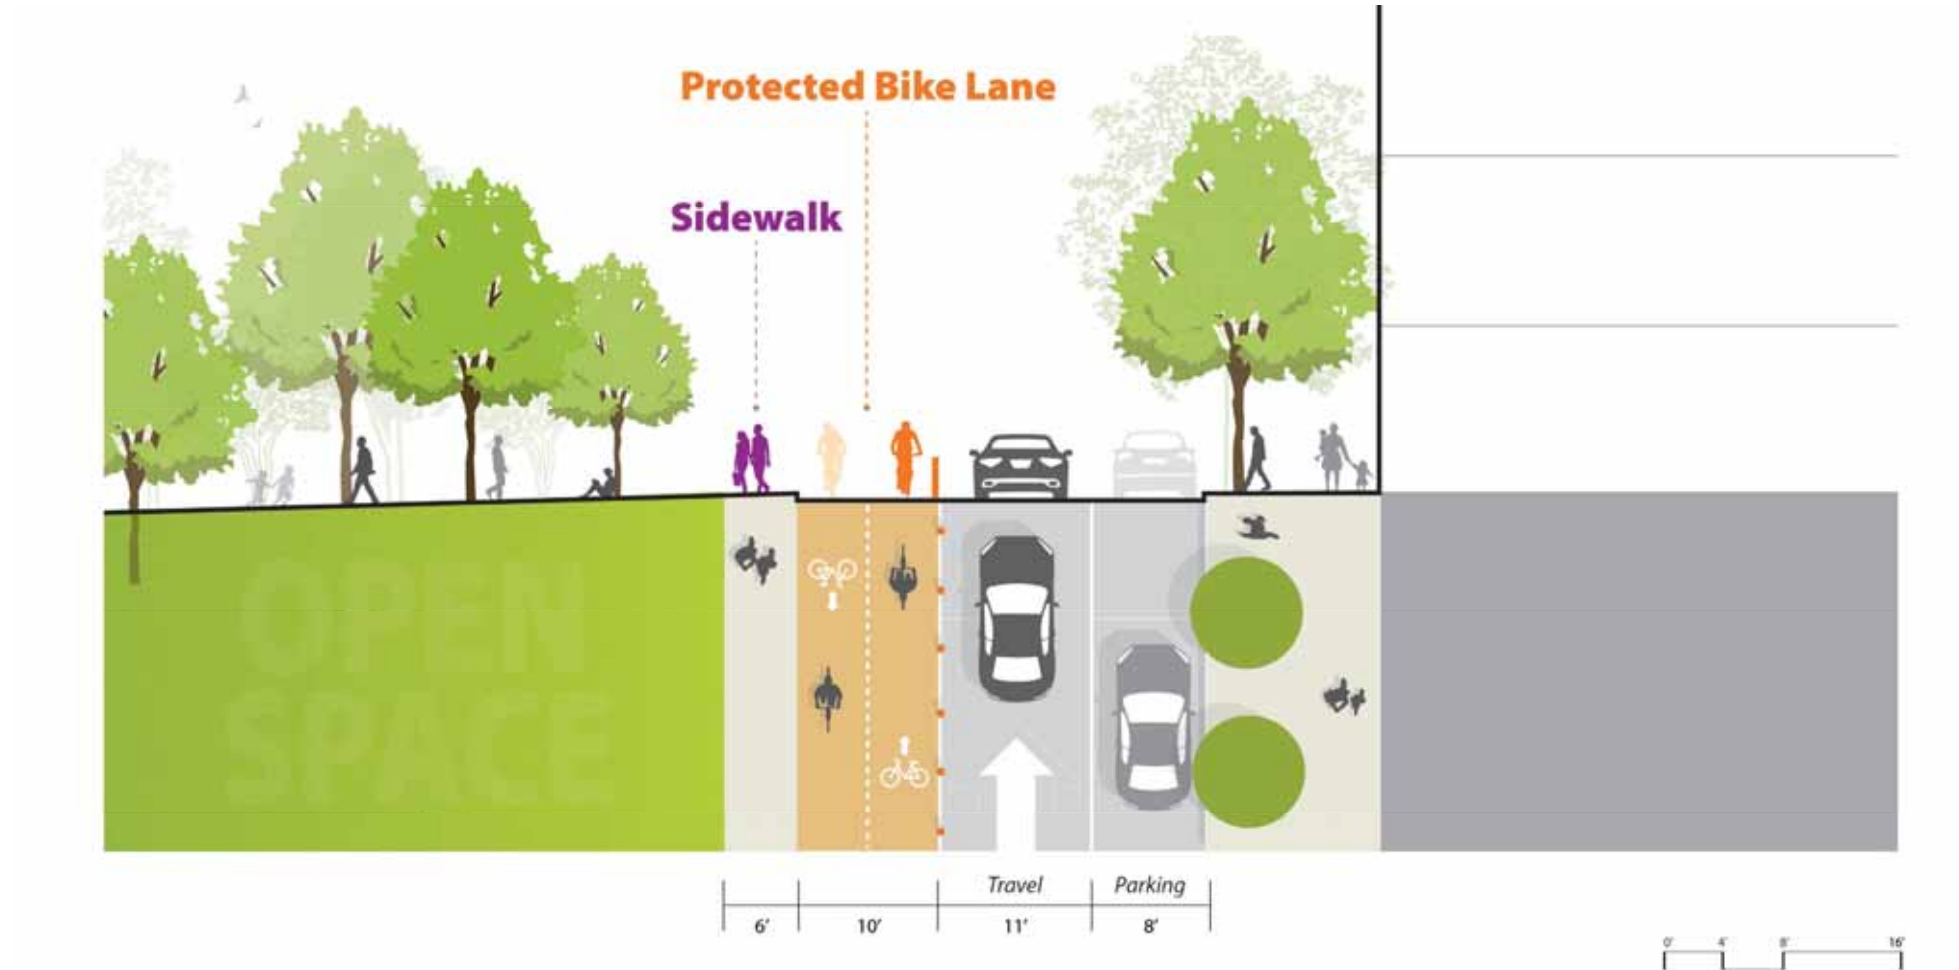 Protected Bike Lane
Sidewalk
OPEN
SPACE
Travel
Parking
6'
10'
11'
8'
0'
4'
8'
16'